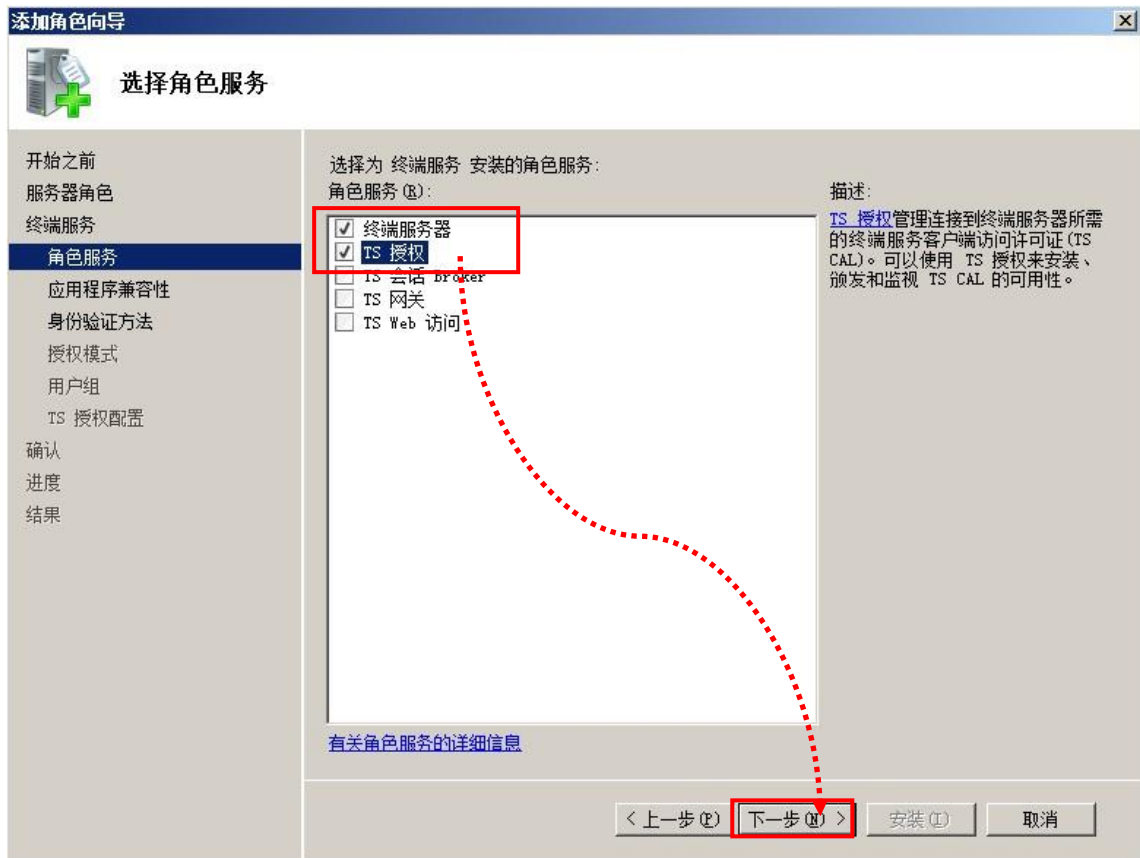 添加角色向导
选择角色服务
开始之前
服务器角色
终端服务
角色服务
应用程序兼容性
身份验证方法
授权模式
用户组
TS 授权配置
确认
进度
结果
选择为 终端服务 安装的角色服务:
角色服务(R):
终端服务器
TS 授权
TS 会话 Broker
TS 网关
TS Web 访问
有关角色服务的详细信息
描述:
TS 授权管理连接到终端服务器所需
的终端服务客户端访问许可证(TS
CAL)。可以使用 TS 授权来安装、
颁发和监视 TS CAL 的可用性。
< 上一步(P)
下一步(N) >
安装(I)
取消